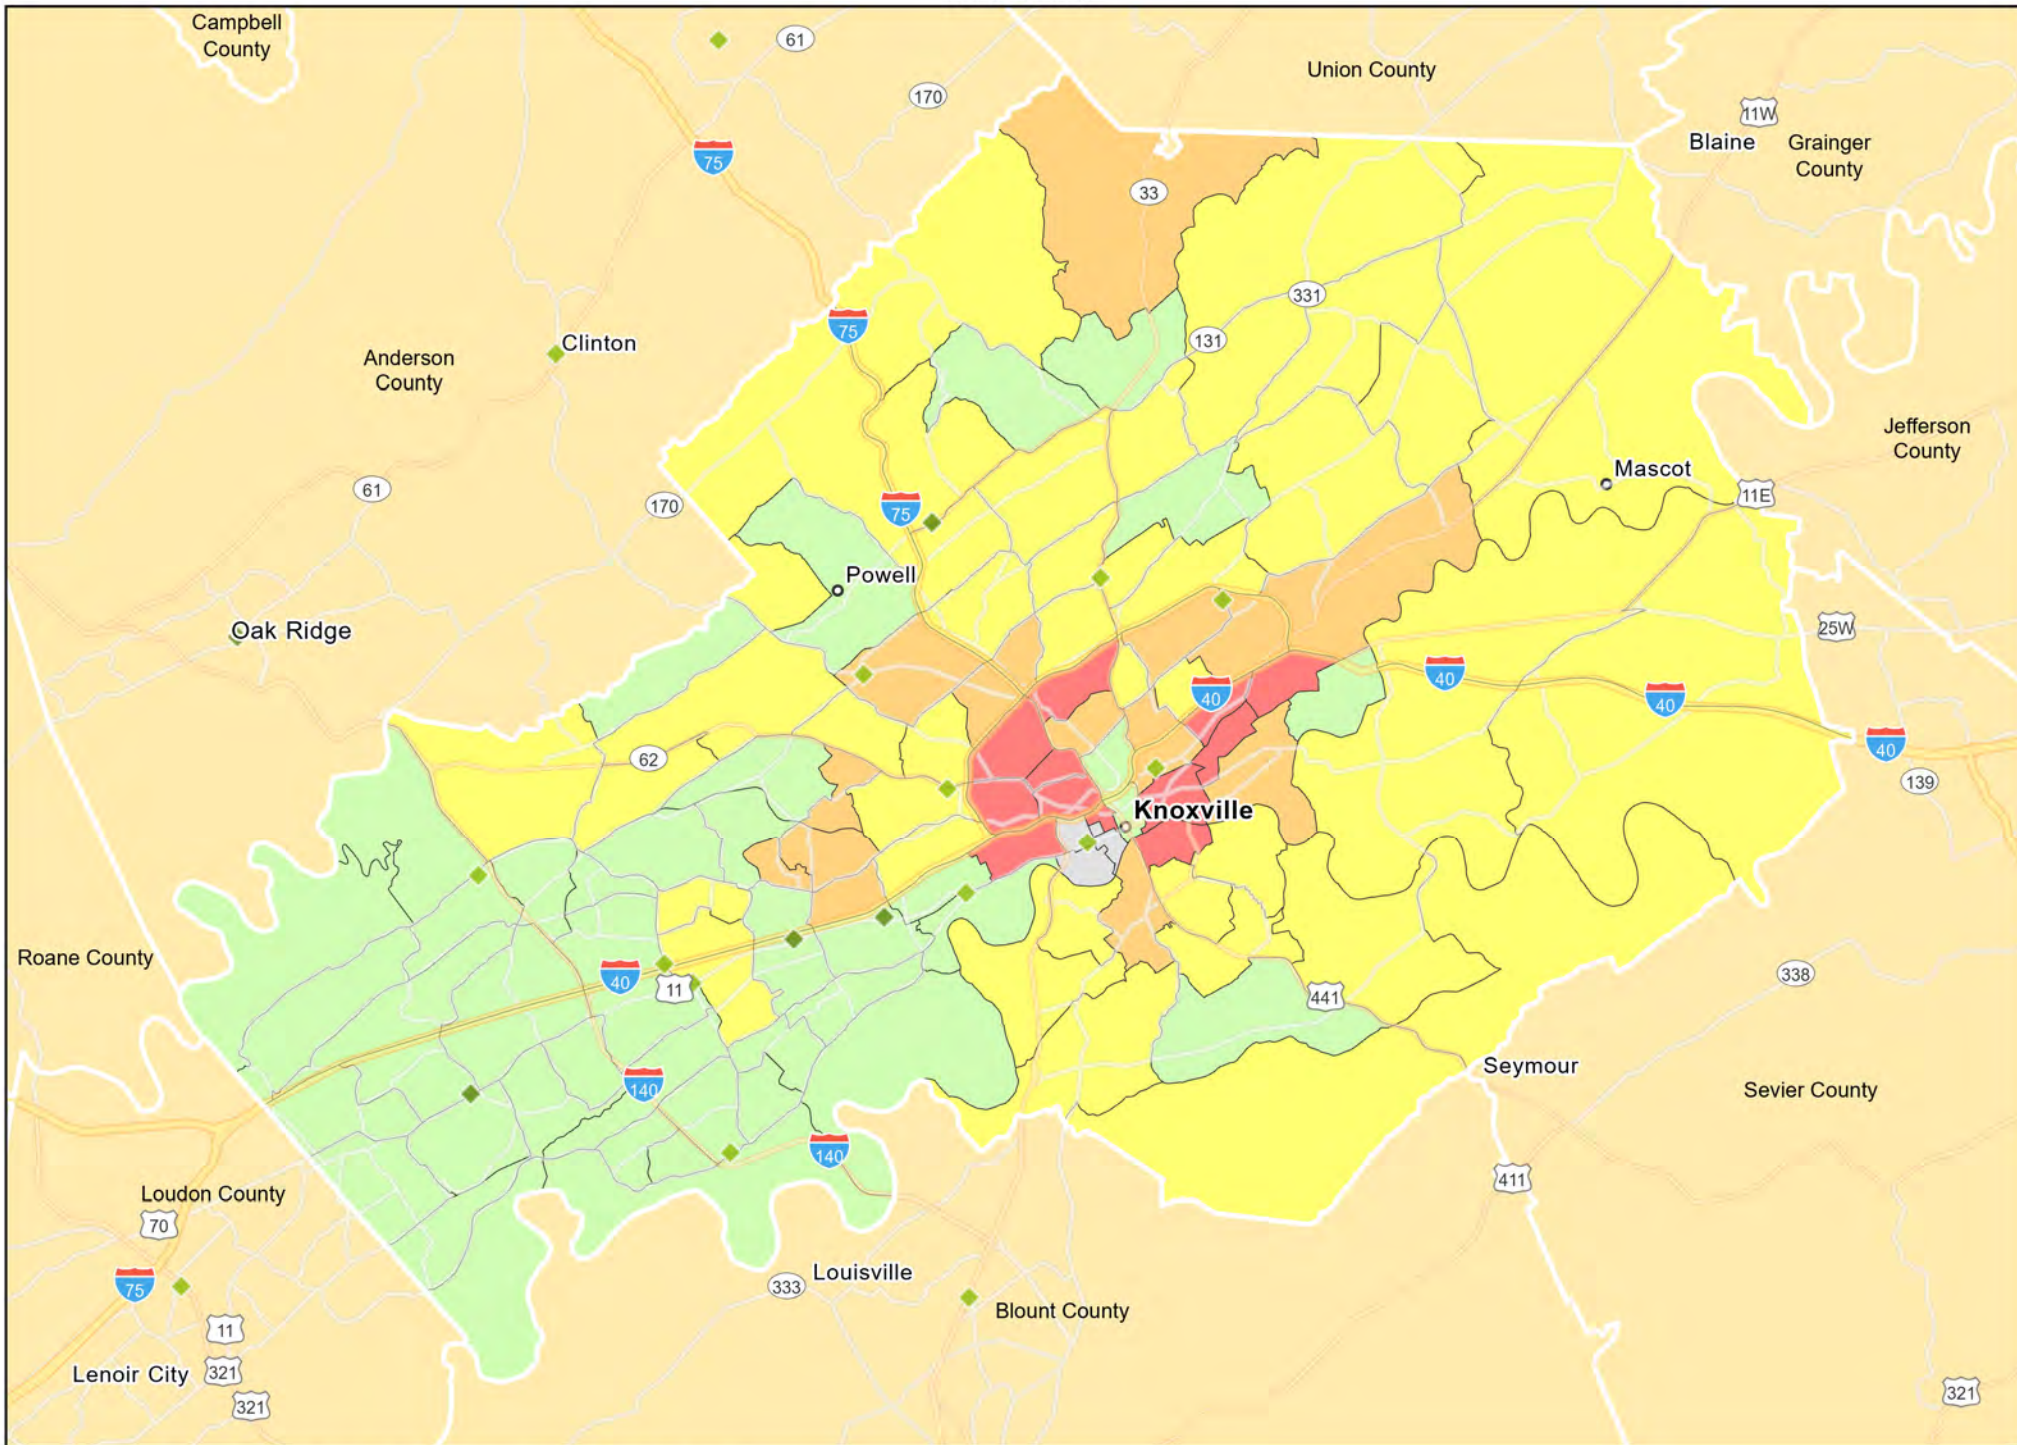 Campbell
County
61
Union County
170
11W
Blaine
Grainger
County
75
33
331
75
131
Clinton
Anderson
County
Jefferson
County
Mascot
61
170
11E
75
Powell
Oak Ridge
25W
40
40
40
40
62
139
Knoxville
Roane County
40
11
338
441
Seymour
140
Sevier County
140
411
Loudon County
70
Louisville
75
333
Blount County
11
Lenoir City
321
321
321